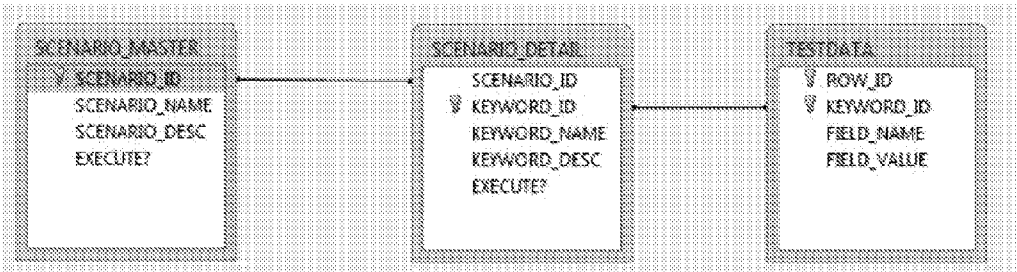 SCENARIO_MASTER
SCENARIO_ID
SCENARIO_NAME
SCENARIO_DESC
EXECUTE?
SCENARIO_DETAIL
SCENARIO_ID
KEYWORD_ID
KEYWORD_NAME
KEYWORD_DESC
EXECUTE?
TESTDATA
ROW_ID
KEYWORD_ID
FIELD_NAME
FIELD_VALUE